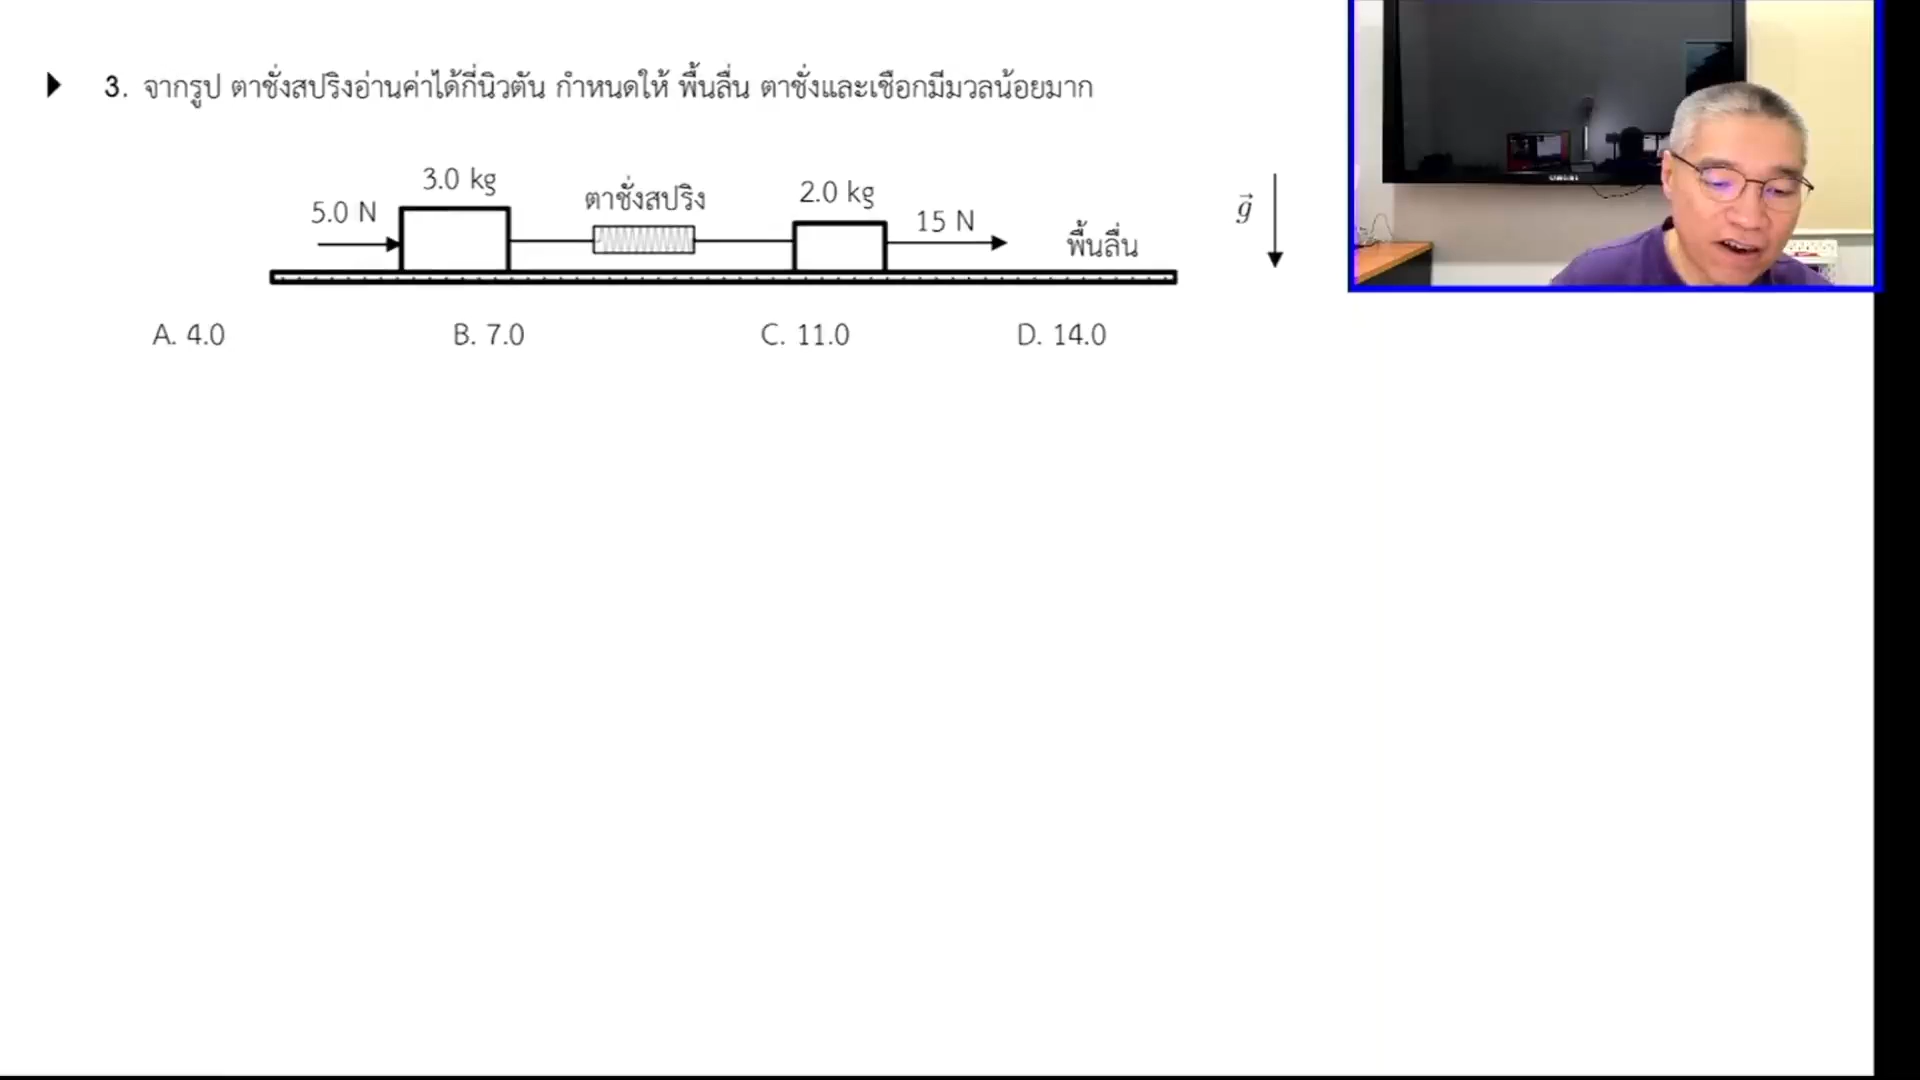 3. จากรูป ตาชั่งสปริงอ่านค่าได้กี่นิวตัน กำหนดให้ พื้นลื่น ตาชั่งและเชือกมีมวลน้อยมาก
5.0 N
3.0 kg
ตาชั่งสปริง
2.0 kg
15 N
พื้นลื่น
g
A. 4.0 B. 7.0 C. 11.0 D. 14.0
SAMSUNG